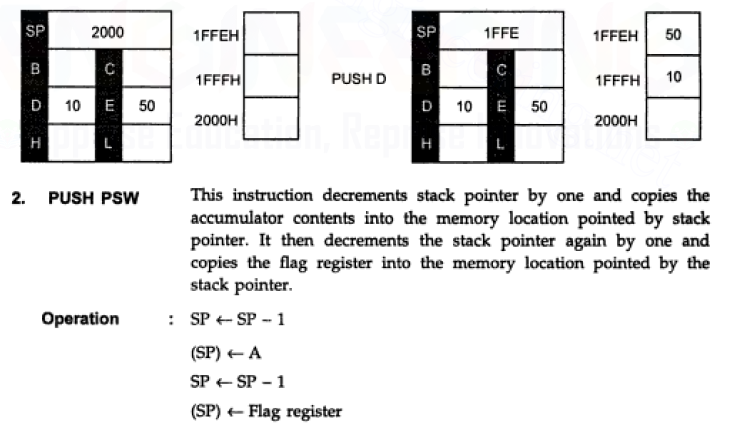 SP 2000
1FFEH
B C
1FFFH
D 10 E 50
2000H
H L
PUSH D
SP 1FFE
1FFEH 50
B C
1FFFH 10
D 10 E 50
2000H
H L
2. PUSH PSW This instruction decrements stack pointer by one and copies the
accumulator contents into the memory location pointed by stack
pointer. It then decrements the stack pointer again by one and
copies the flag register into the memory location pointed by the
stack pointer.
Operation : SP ← SP – 1
(SP) ← A
SP ← SP – 1
(SP) ← Flag register